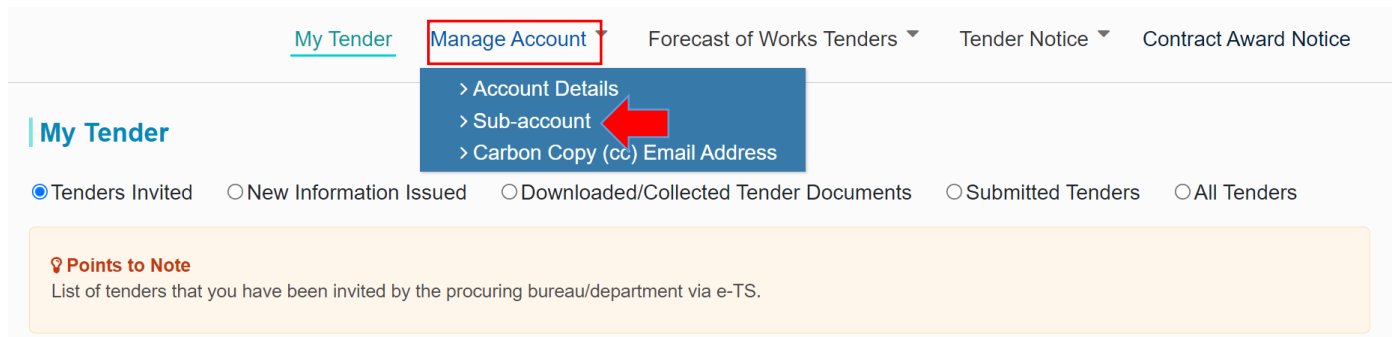 My Tender Manage Account Forecast of Works Tenders Tender Notice Contract Award Notice
> Account Details
> Sub-account
> Carbon Copy (cc) Email Address
My Tender
Tenders Invited New Information Issued Downloaded/Collected Tender Documents Submitted Tenders All Tenders
Points to Note
List of tenders that you have been invited by the procuring bureau/department via e-TS.